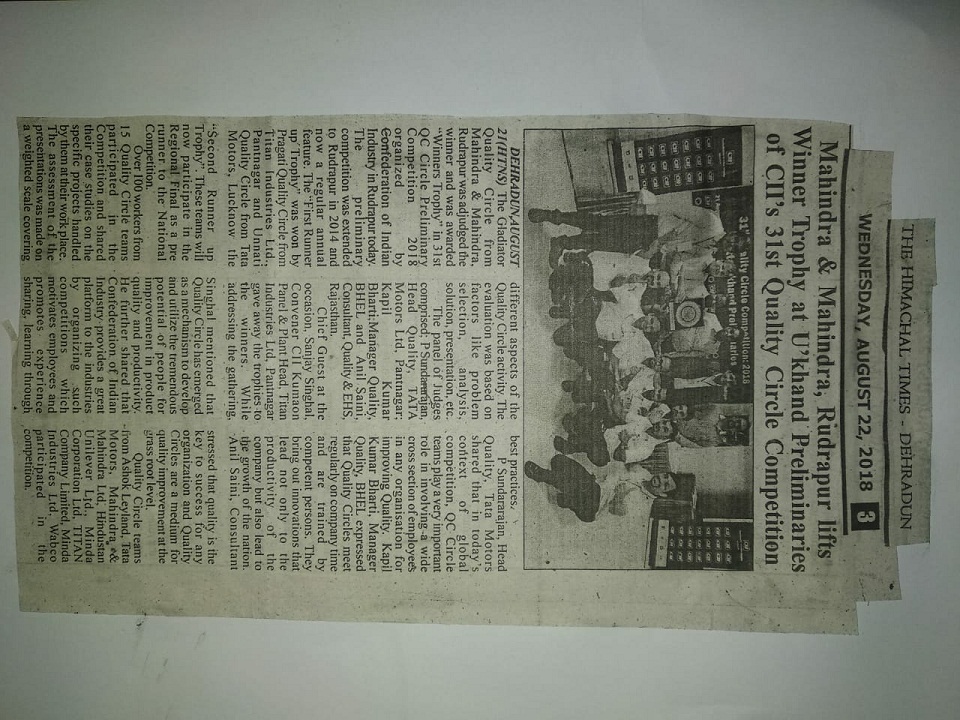 THE HIMACHAL TIMES - DEHRADUN
WEDNESDAY, AUGUST 22, 2018 3
Mahindra & Mahindra, Rudrapur lifts
Winner Trophy at U'khand Preliminaries
of CII's 31st Quality Circle Competition
31st
ality Circle Competition: 2018
DEHRADUN,AUGUST
21(HTNS) The Gladiator
Quality Circle from
Mahindra & Mahindra,
Rudrapur was adjudged the
winner and was awarded
"Winners Trophy" in 31st
QC Circle Preliminary
Competition 2018
organized by
Confederation of Indian
Industry in Rudrapur today.
The preliminary
competition was extended
to Rudrapur in 2014 and
now a regular annual
feature. The "First Runner
up Trophy" was won by
Pragati Quality Circle from
Titan Industries Ltd.,
Pantnagar and Unnati
Quality Circle from Tata
Motors, Lucknow the
"Second Runner up
Trophy". These teams will
now participate in the
Regional Final as a pre
runner to the National
Competition.
Over 100 workers from
15 Quality Circle teams
participated in the
Competition and shared
their case studies on the
specific projects handled
by them at their work place.
The assessment of the
presentations was made on
a weighted scale covering
different aspects of the
Quality Circle activity. The
evaluation was based on
factors like problem
selection, analysis,
solution, presentation, etc.
The panel of Judges
comprised: P Sundararajan,
Head Quality, TATA
Motors Ltd, Pantnagar;
Kapil Kumar
Bharti:Manager Quality,
BHEL and Anil Saini,
Consultant, Quality & EHS,
Rajasthan.
Chief Guest at the
occasion, Sanjay Singhal,
Convener CII Kumaon
Panel & Plant Head, Titan
Industries Ltd, Pantnagar
gave away the trophies to
the winners. While
addressing the gathering,
Singhal mentioned that
Quality Circle has emerged
as a mechanism to develop
and utilize the tremendous
potential of people for
improvement in product
quality and productivity.
He further shared that
Confederation of Indian
Industry provides a great
platform to the industries
by organizing such
competitions which
motivates employees and
promotes experience
sharing, learning through
best practices.
P Sundararajan, Head
Quality, Tata Motors
shared that in today's
context of global
competition, QC Circle
teams play a very important
role in involving a wide
cross section of employees
in any organisation for
improving Quality. Kapil
Kumar Bharti, Manager
Quality, BHEL expressed
that Quality Circles meet
regularly on company time
and are trained by
competent persons. They
bring out innovations that
lead not only to the
productivity of the
company but also lead to
the growth of the nation.
Anil Saini, Consultant
stressed that quality is the
key to success for any
organization and Quality
Circles are a medium for
quality improvement at the
grass root level.
Quality Circle teams
from Ashok Leyland, Tata
Motors, Mahindra &
Mahindra Ltd, Hindustan
Unilever Ltd., Minda
Corporation Ltd, TITAN
Company Limited, Minda
Industries Ltd, Wabco
participated in the
competition.